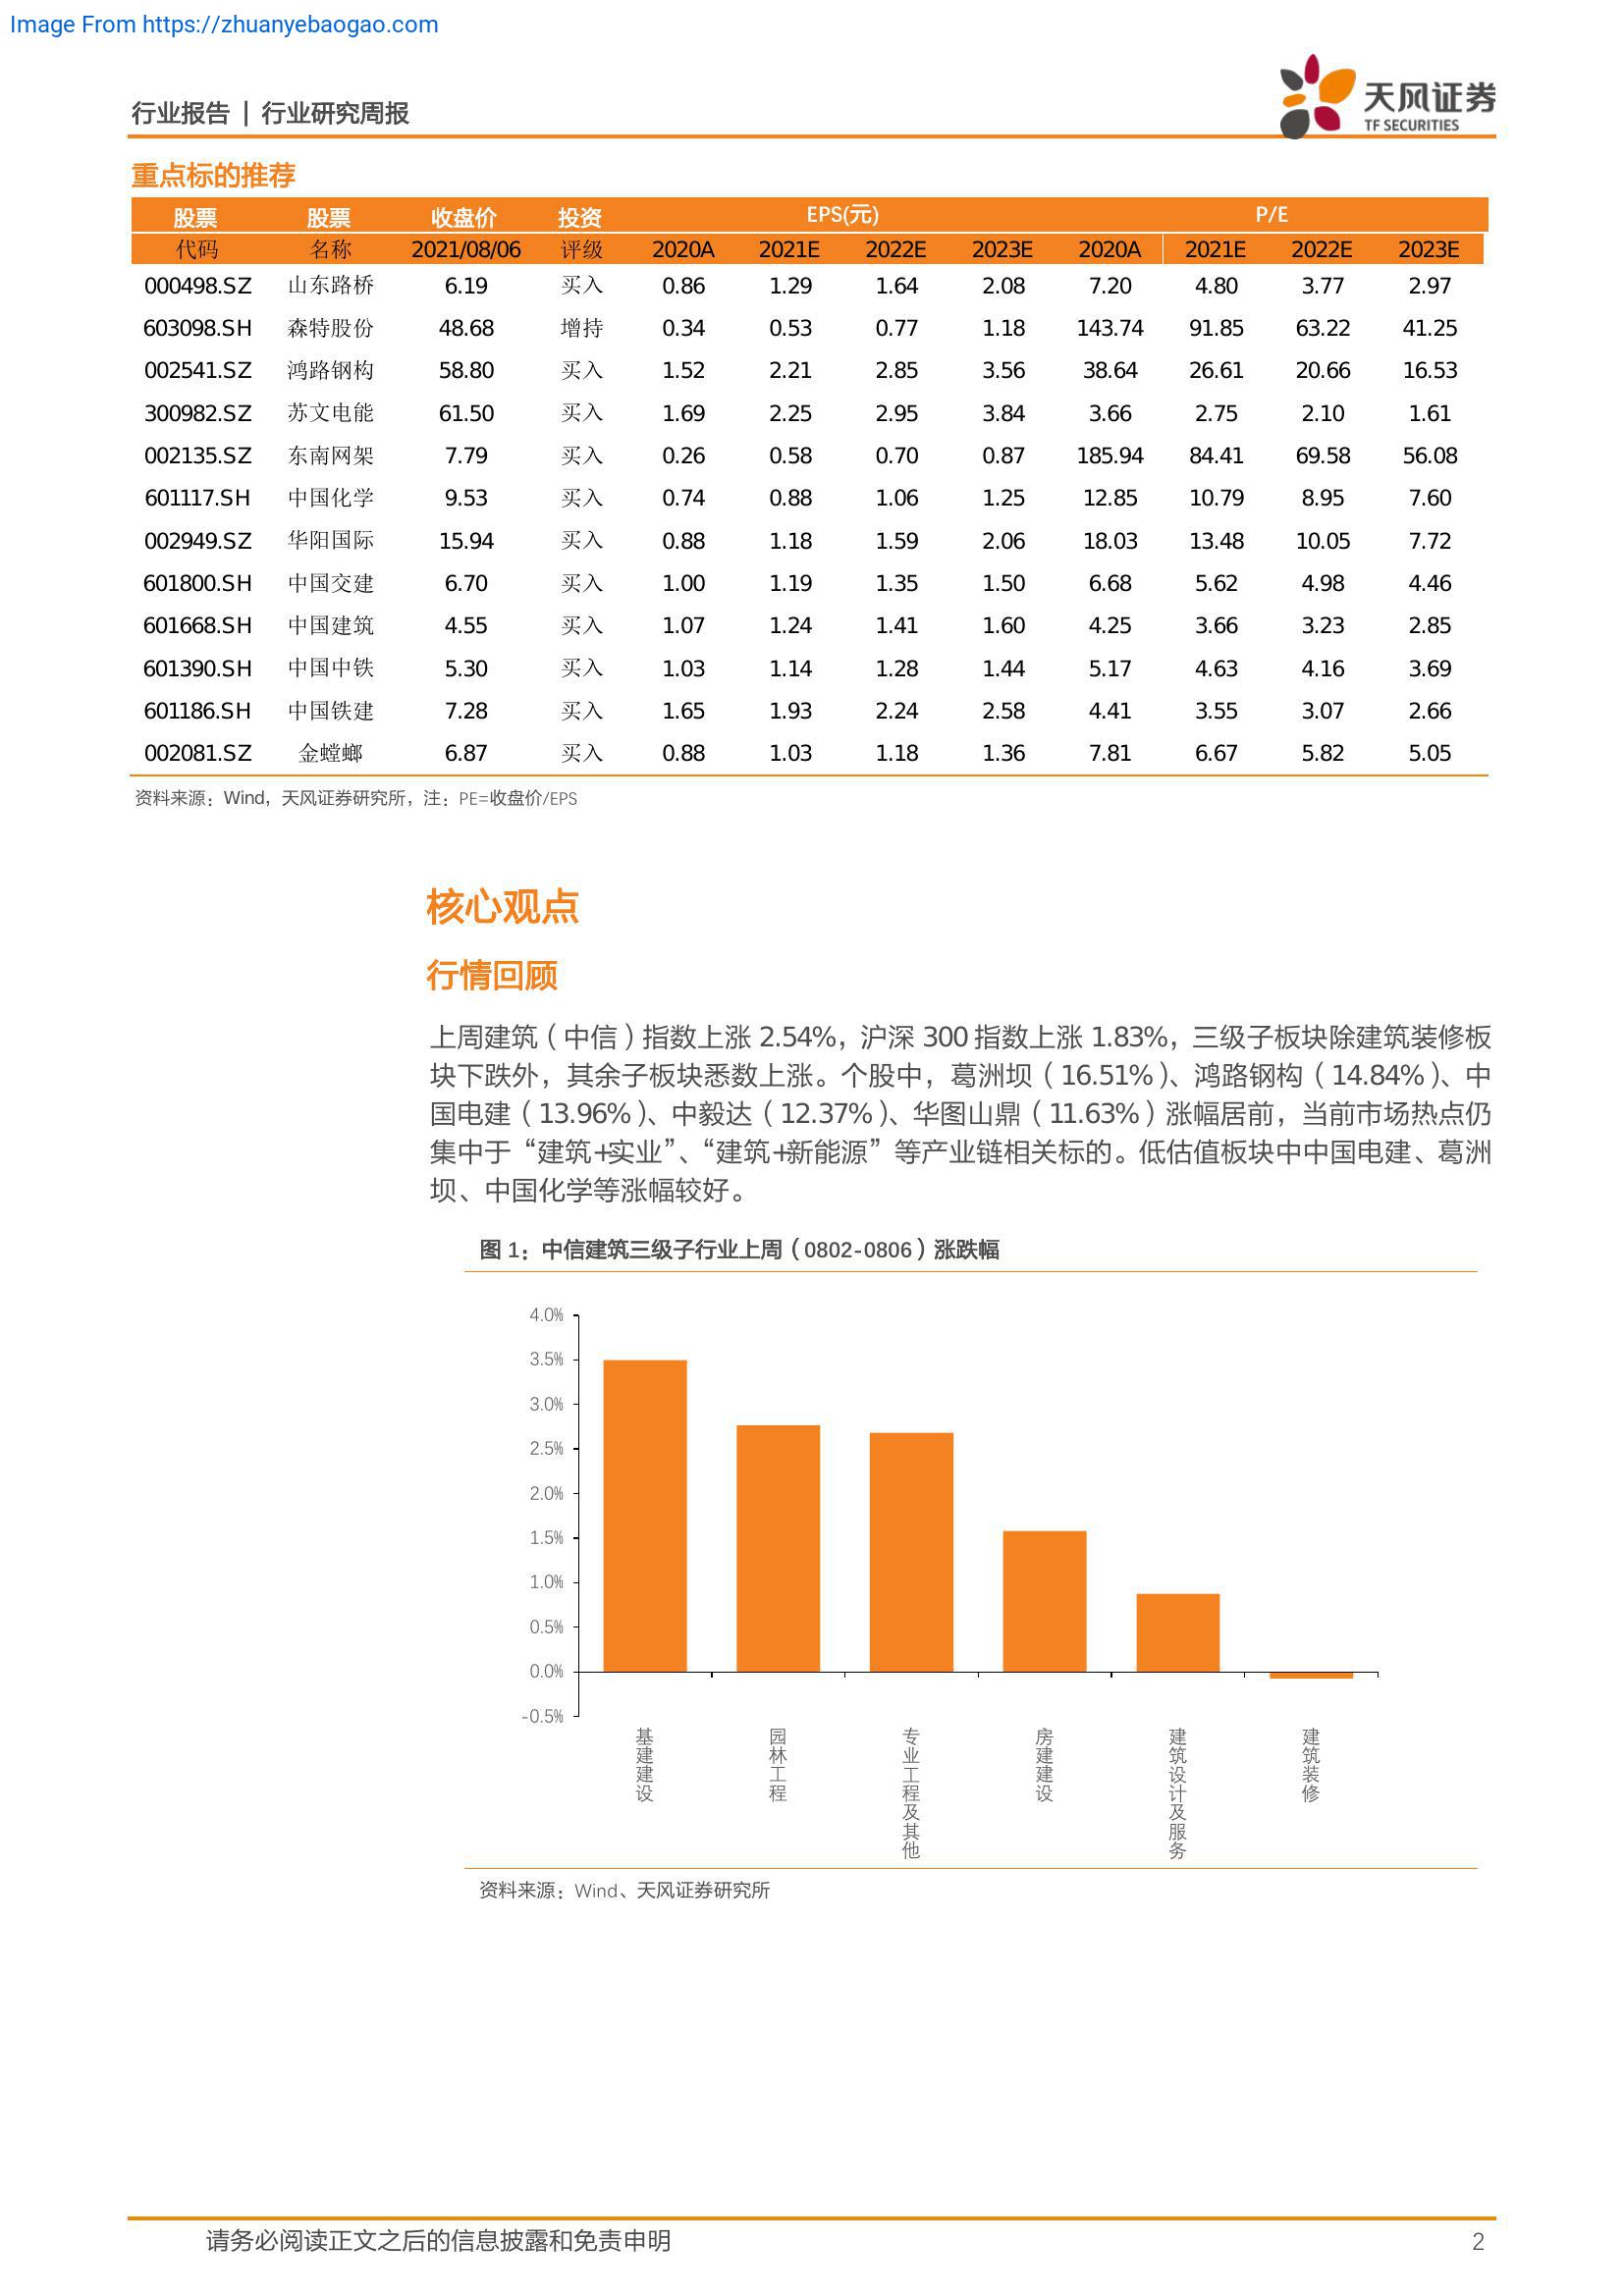 Image From https://zhuanyebaogao.com
行业报告 | 行业研究周报
天风证券
TF SECURITIES
重点标的推荐
股票 股票 收盘价 投资 EPS(元) P/E
代码 名称 2021/08/06 评级 2020A 2021E 2022E 2023E 2020A 2021E 2022E 2023E
000498.SZ 山东路桥 6.19 买入 0.86 1.29 1.64 2.08 7.20 4.80 3.77 2.97
603098.SH 森特股份 48.68 增持 0.34 0.53 0.77 1.18 143.74 91.85 63.22 41.25
002541.SZ 鸿路钢构 58.80 买入 1.52 2.21 2.85 3.56 38.64 26.61 20.66 16.53
300982.SZ 苏文电能 61.50 买入 1.69 2.25 2.95 3.84 3.66 2.75 2.10 1.61
002135.SZ 东南网架 7.79 买入 0.26 0.58 0.70 0.87 185.94 84.41 69.58 56.08
601117.SH 中国化学 9.53 买入 0.74 0.88 1.06 1.25 12.85 10.79 8.95 7.60
002949.SZ 华阳国际 15.94 买入 0.88 1.18 1.59 2.06 18.03 13.48 10.05 7.72
601800.SH 中国交建 6.70 买入 1.00 1.19 1.35 1.50 6.68 5.62 4.98 4.46
601668.SH 中国建筑 4.55 买入 1.07 1.24 1.41 1.60 4.25 3.66 3.23 2.85
601390.SH 中国中铁 5.30 买入 1.03 1.14 1.28 1.44 5.17 4.63 4.16 3.69
601186.SH 中国铁建 7.28 买入 1.65 1.93 2.24 2.58 4.41 3.55 3.07 2.66
002081.SZ 金螳螂 6.87 买入 0.88 1.03 1.18 1.36 7.81 6.67 5.82 5.05
资料来源：Wind，天风证券研究所，注：PE=收盘价/EPS
核心观点
行情回顾
上周建筑（中信）指数上涨 2.54%，沪深 300 指数上涨 1.83%，三级子板块除建筑装修板
块下跌外，其余子板块悉数上涨。个股中，葛洲坝（16.51%）、鸿路钢构（14.84%）、中
国电建（13.96%）、中毅达（12.37%）、华图山鼎（11.63%）涨幅居前，当前市场热点仍
集中于“建筑+实业”、“建筑+新能源”等产业链相关标的。低估值板块中中国电建、葛洲
坝、中国化学等涨幅较好。
图 1：中信建筑三级子行业上周（0802-0806）涨跌幅
4.0%
3.5%
3.0%
2.5%
2.0%
1.5%
1.0%
0.5%
0.0%
-0.5%
基建建设
园林工程
专业工程及其他
房建建设
建筑设计及服务
建筑装修
资料来源：Wind、天风证券研究所
请务必阅读正文之后的信息披露和免责申明 2